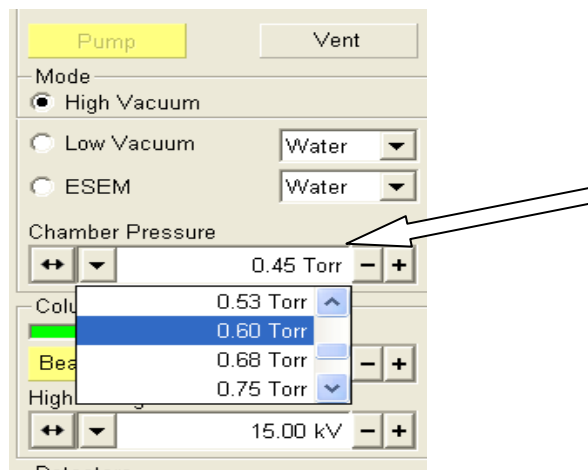 Pump Vent
Mode
High Vacuum
Low Vacuum Water
ESEM Water
Chamber Pressure
0.45 Torr - +
0.53 Torr
0.60 Torr
0.68 Torr
- +
0.75 Torr
15.00 kV - +